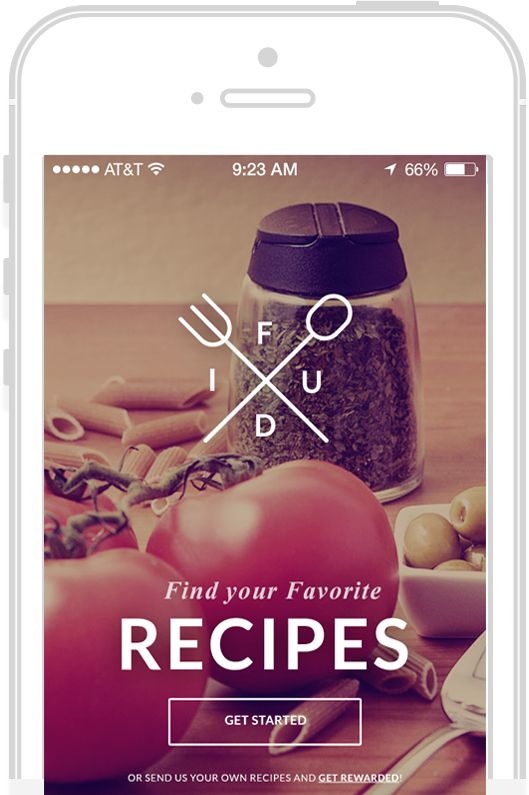 AT&T 9:23 AM 66%
F
I U
D
Find your Favorite
RECIPES
GET STARTED
OR SEND US YOUR OWN RECIPES AND GET REWARDED!